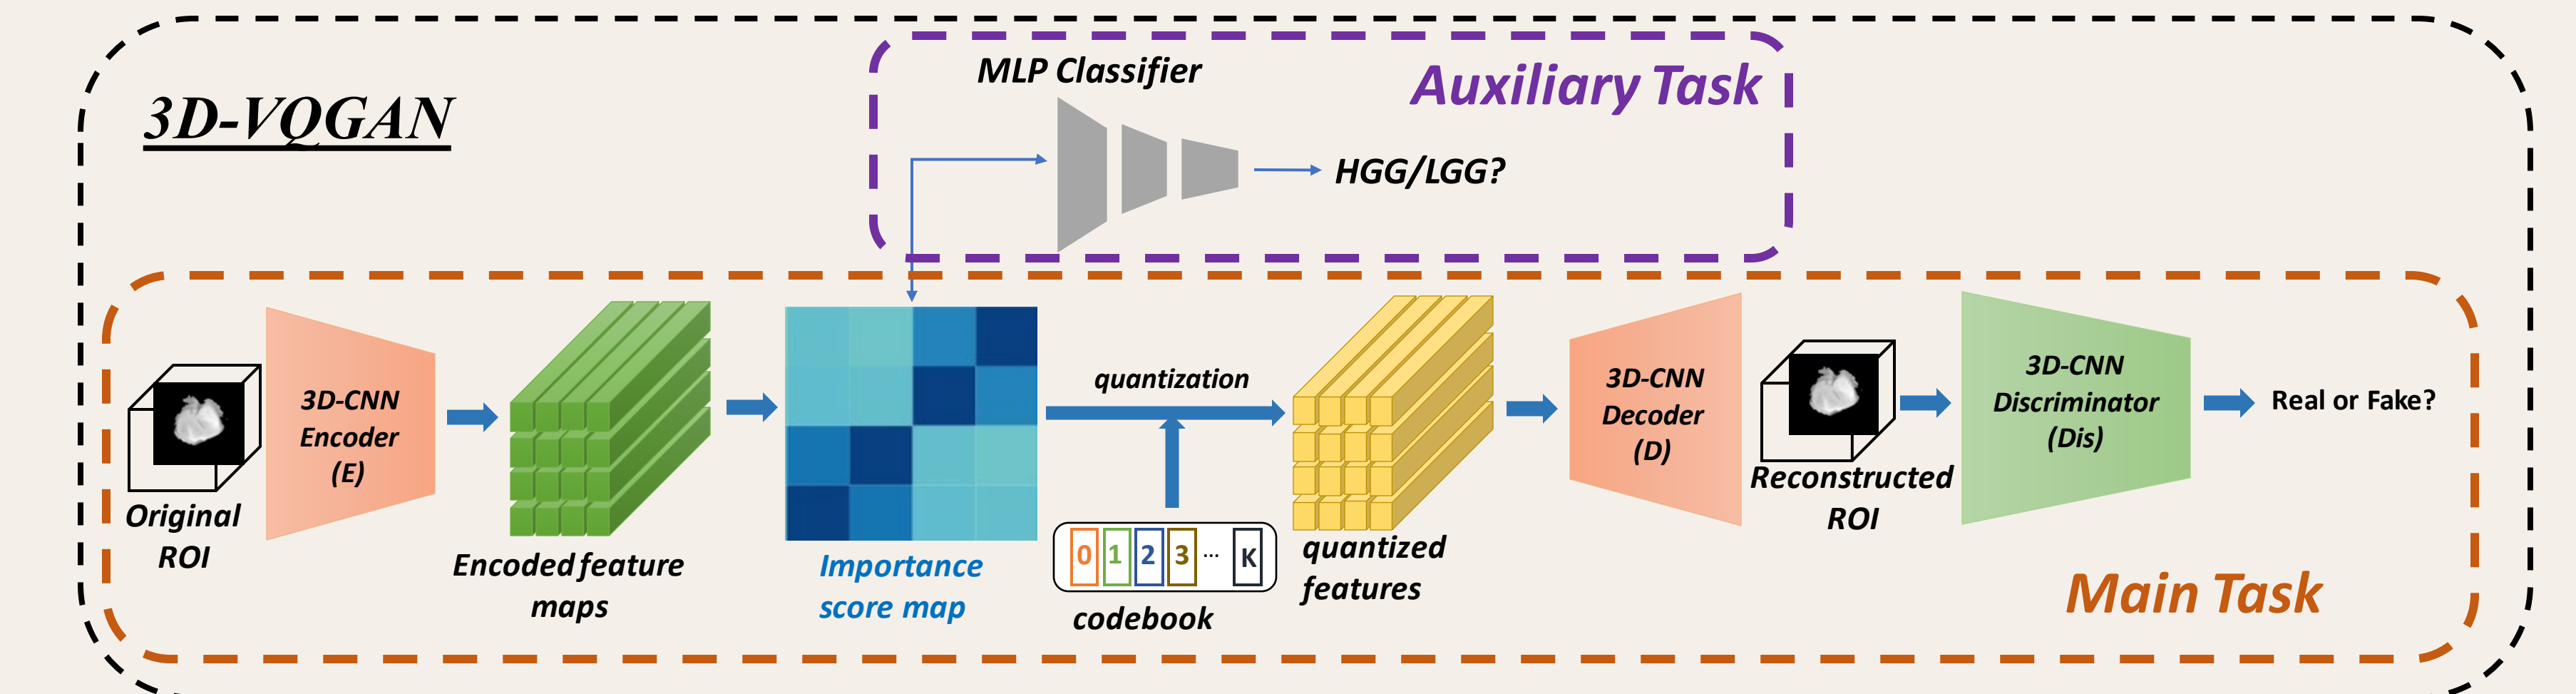 3D-VQGAN
MLP Classifier
Auxiliary Task
HGG/LGG?
Original
ROI
3D-CNN
Encoder
(E)
Encoded feature
maps
Importance
score map
quantization
0 1 2 3 ... K
codebook
quantized
features
3D-CNN
Decoder
(D)
Reconstructed
ROI
3D-CNN
Discriminator
(Dis)
Real or Fake?
Main Task